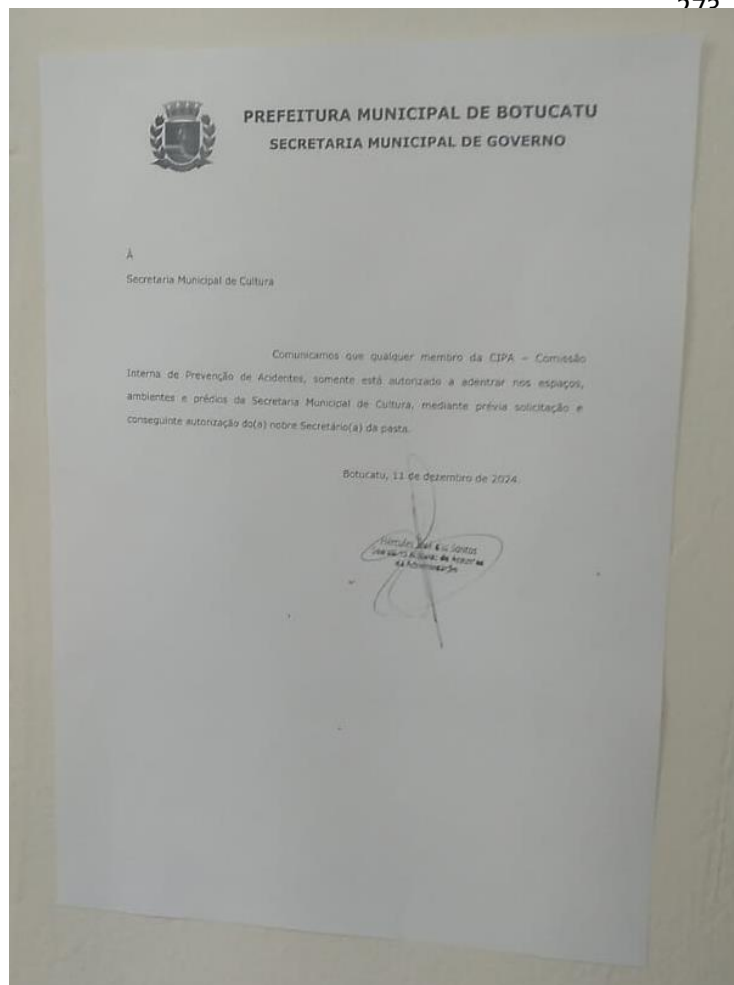 273
PREFEITURA MUNICIPAL DE BOTUCATU
SECRETARIA MUNICIPAL DE GOVERNO
À
Secretaria Municipal de Cultura
Comunicamos que qualquer membro da CIPA – Comissão
Interna de Prevenção de Acidentes, somente está autorizado a adentrar nos espaços,
ambientes e prédios da Secretaria Municipal de Cultura, mediante prévia solicitação e
conseguinte autorização do(a) nobre Secretário(a) da pasta.
Botucatu, 11 de dezembro de 2024.
Santos